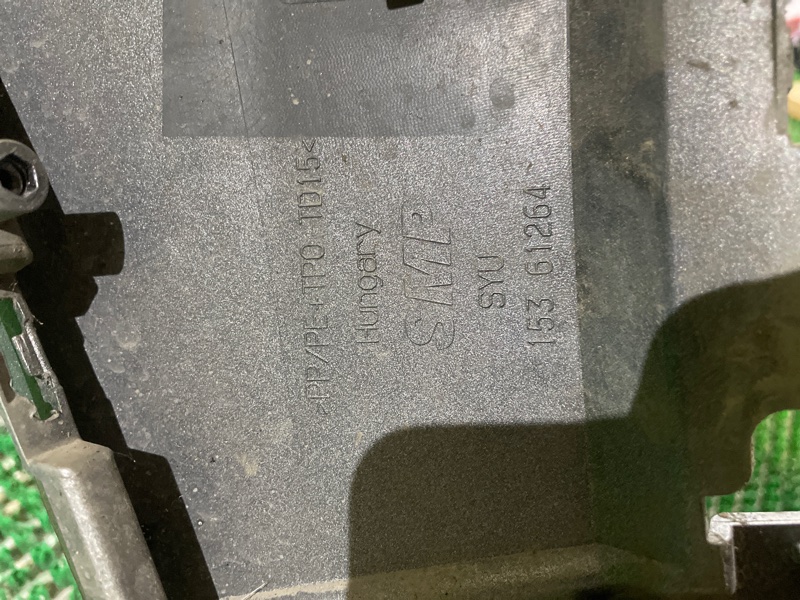 >PP/PE+TPO-TD15<
Hungary
SMP
SYU
153 61264